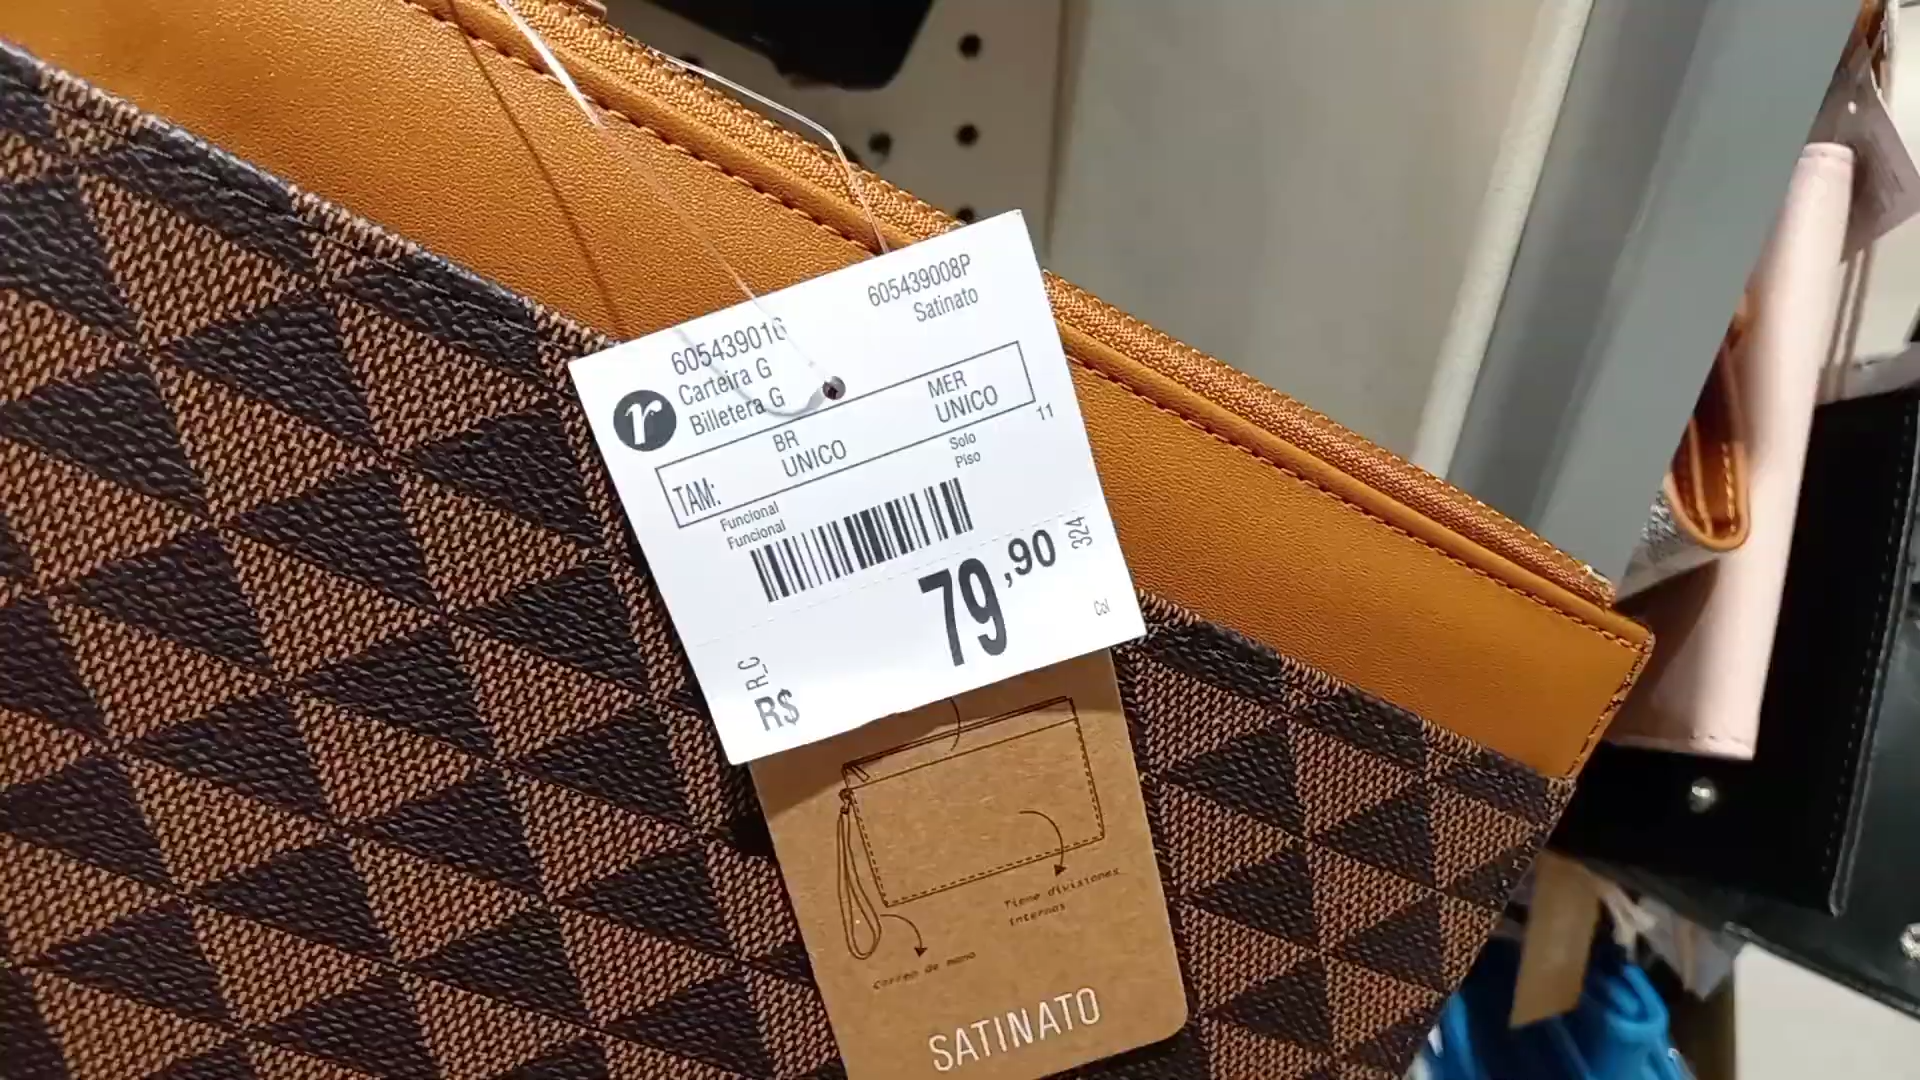 605439008P
Satinato
605439016
Carteira G
Billetera G
r
TAM:
BR
UNICO
MER
UNICO
11
Solo
Piso
Funcional
Funcional
79,90
324
Col
R_C
R$
Tiene divisiones
internas
Correa de mano
SATINATO